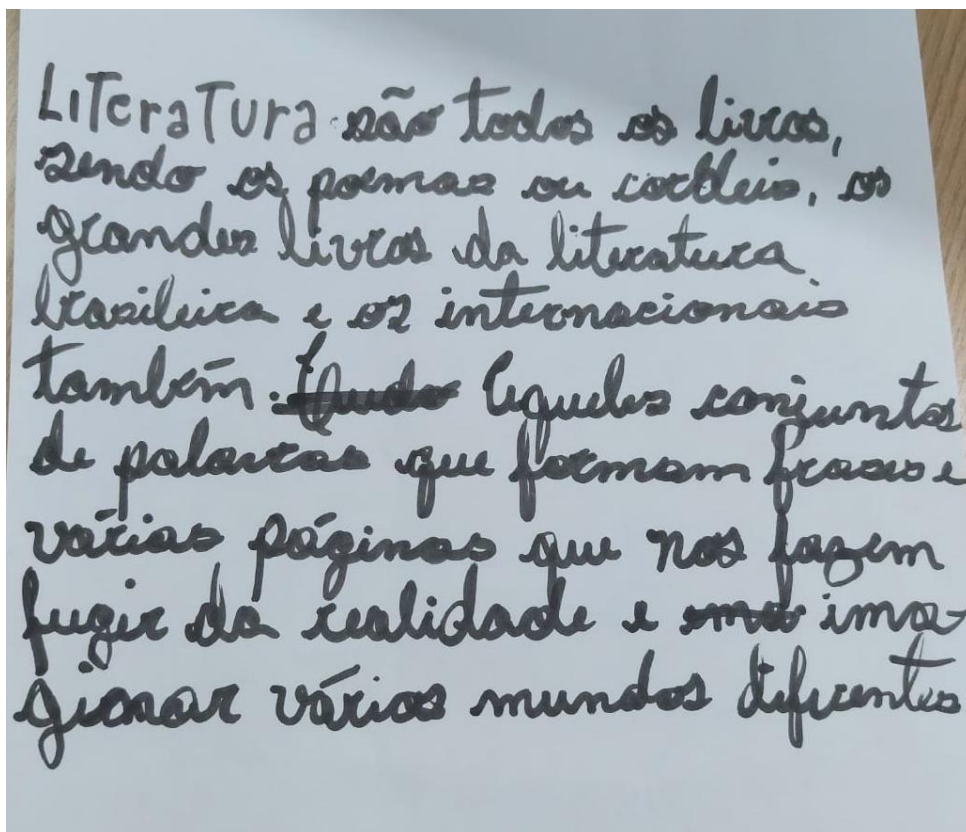 Literatura são todos os livros,
sendo os poemas ou cordeis, os
grandes livros da literatura
brasileira e os internacionais
também. Aqueles conjuntos
de palavras que formam frases e
várias páginas que nos fazem
fugir da realidade e ima-
ginar vários mundos diferentes